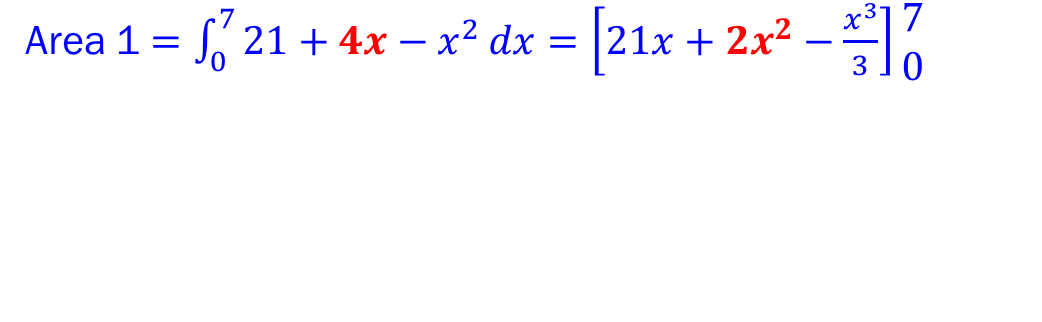 Area 1 = ∫₀⁷ 21 + 4x − x² dx = [21x + 2x² − x³/3]₀⁷